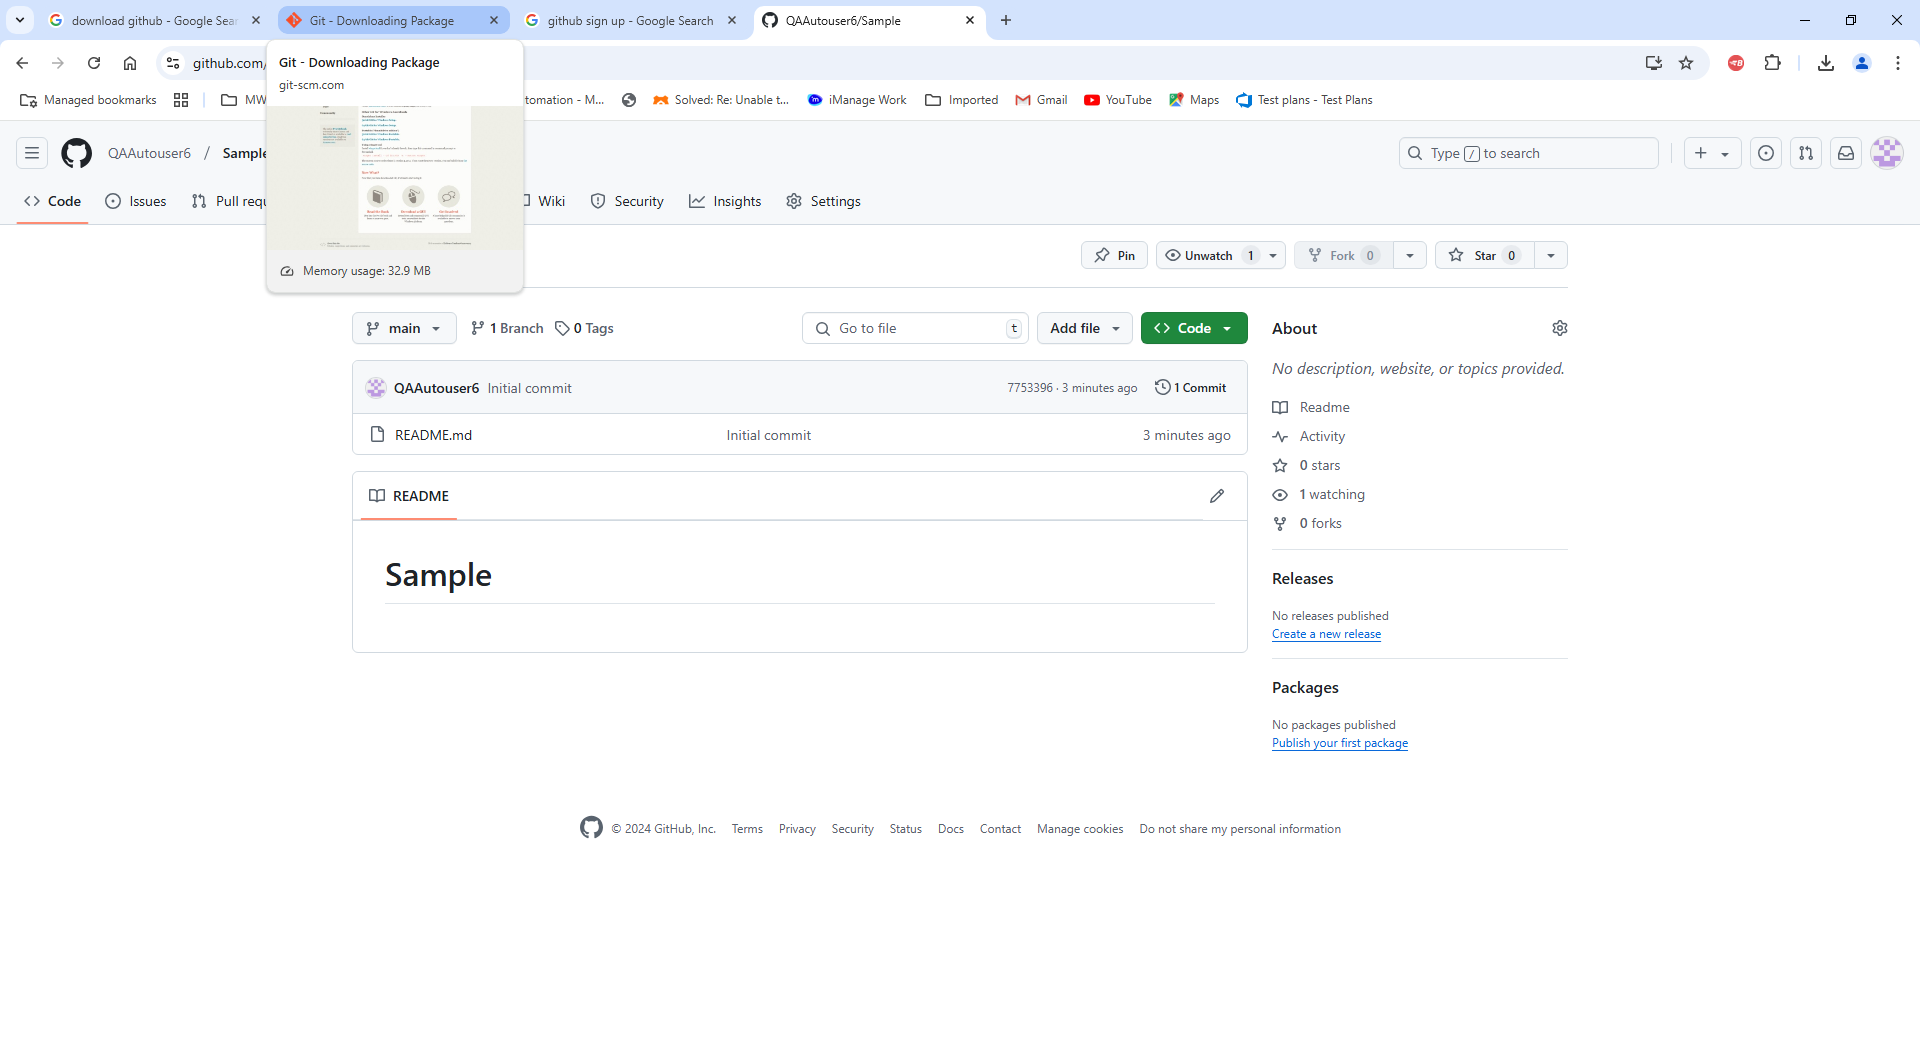 download github - Google Sear
Git - Downloading Package
github sign up - Google Search
QAAutouser6/Sample
github.com/
Git - Downloading Package
git-scm.com
Managed bookmarks
MW
tomation - M...
Solved: Re: Unable t...
iManage Work
Imported
Gmail
YouTube
Maps
Test plans - Test Plans
QAAutouser6 / Sample
Type / to search
Code
Issues
Pull requ
Wiki
Security
Insights
Settings
Memory usage: 32.9 MB
Pin
Unwatch 1
Fork 0
Star 0
main
1 Branch
0 Tags
Go to file t
Add file
Code
About
No description, website, or topics provided.
QAAutouser6 Initial commit
7753396 · 3 minutes ago
1 Commit
README.md
Initial commit
3 minutes ago
Readme
Activity
0 stars
1 watching
0 forks
README
Sample
Releases
No releases published
Create a new release
Packages
No packages published
Publish your first package
© 2024 GitHub, Inc. Terms Privacy Security Status Docs Contact Manage cookies Do not share my personal information